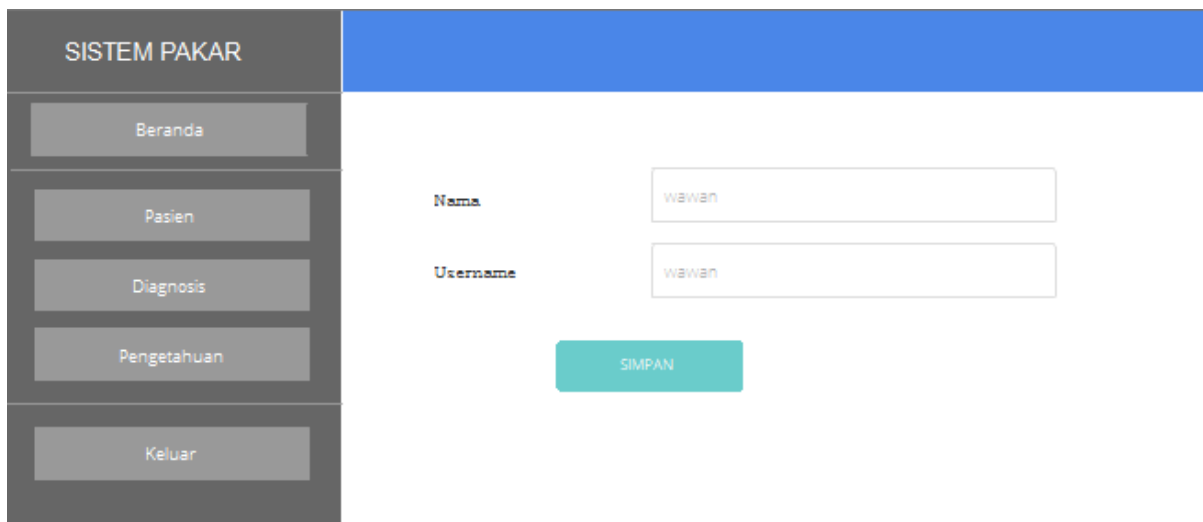 SISTEM PAKAR
Beranda
Pasien
Diagnosis
Pengetahuan
Keluar
Nama
wawan
Username
wawan
SIMPAN